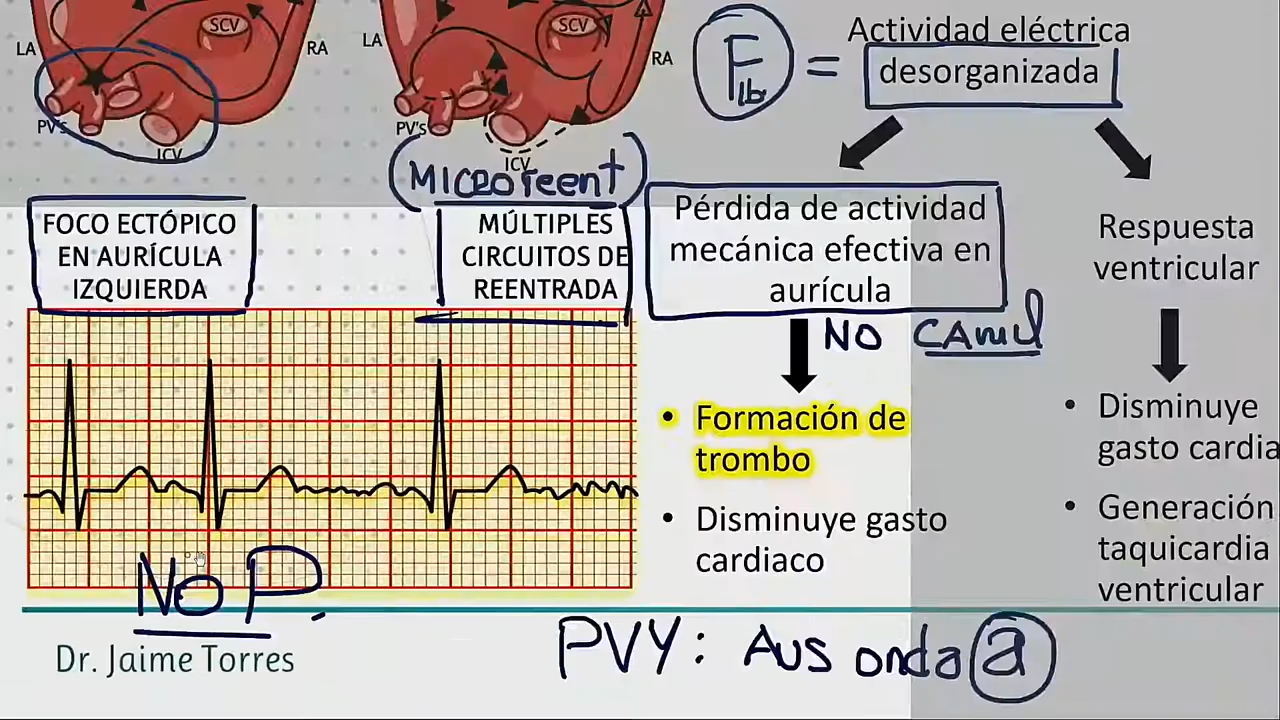 SCV
LA
RA
PV's
ICV
SCV
LA
RA
PV's
ICV
(MICROreent)
FOCO ECTÓPICO
EN AURÍCULA
IZQUIERDA
MÚLTIPLES
CIRCUITOS DE
REENTRADA
NO P.
Dr. Jaime Torres
Flb =
Actividad eléctrica
desorganizada
Pérdida de actividad
mecánica efectiva en
aurícula
NO
• Formación de
trombo
• Disminuye gasto
cardiaco
Respuesta
ventricular
• Disminuye
gasto cardia
• Generación
taquicardia
ventricular
PVY: AUS onda a